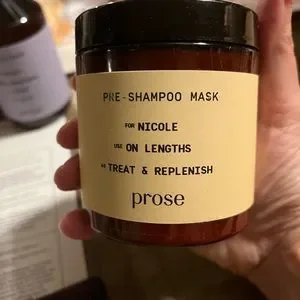 PRE-SHAMPOO MASK
FOR NICOLE
USE ON LENGTHS
TO TREAT & REPLENISH
prose